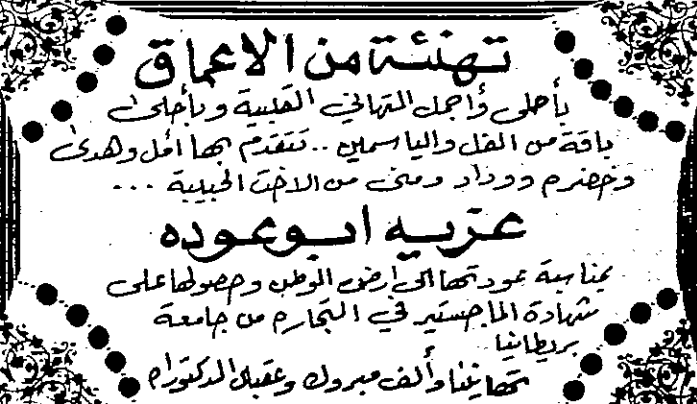 تهنئة من الاعماق
بأحلى وأجمل التهاني القلبية وبأحلى
باقة من الفل والياسمين .. تتقدم بها أمل وهدى
وخضرم ووداد ومنى من الاخت الحبيبة ...
عزيه ابوعوده
بمناسبة عودتها الى ارض الوطن وحصولها على
شهادة الماجستير في التجارة من جامعة
بريطانيا
تهانينا وألف مبروك وعقبال الدكتوراه